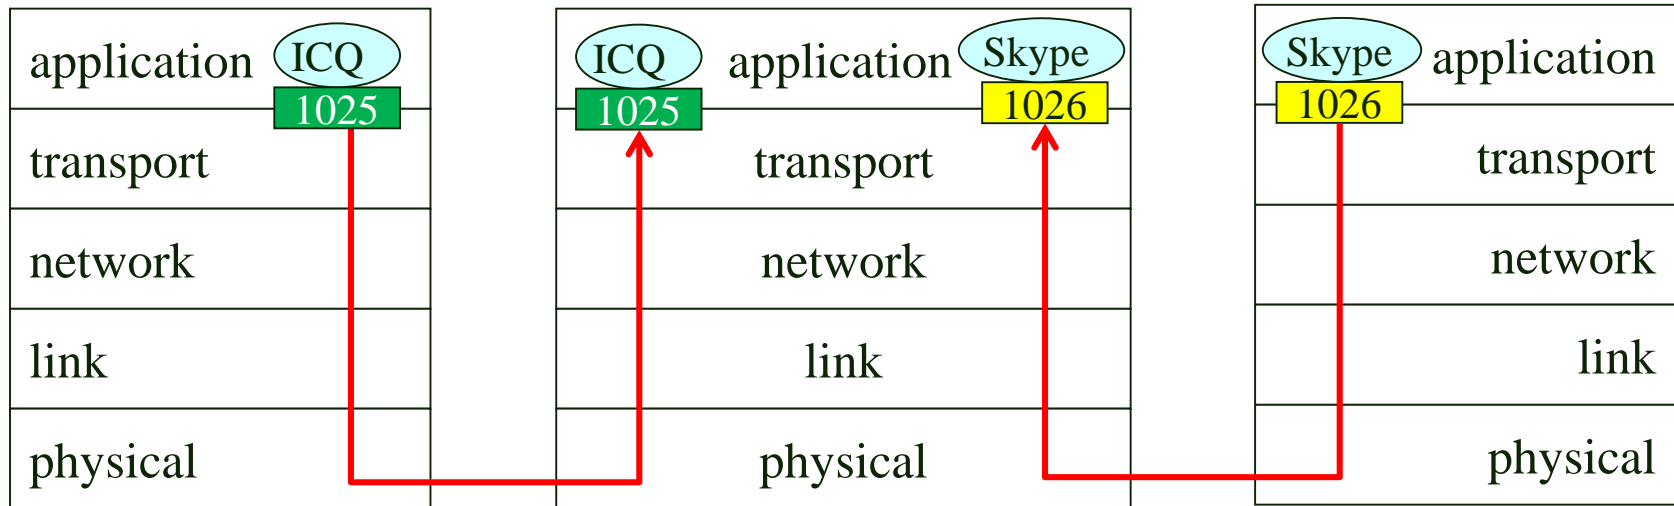 application ICQ
1025
transport
network
link
physical
ICQ application Skype
1025 1026
transport
network
link
physical
Skype application
1026
transport
network
link
physical